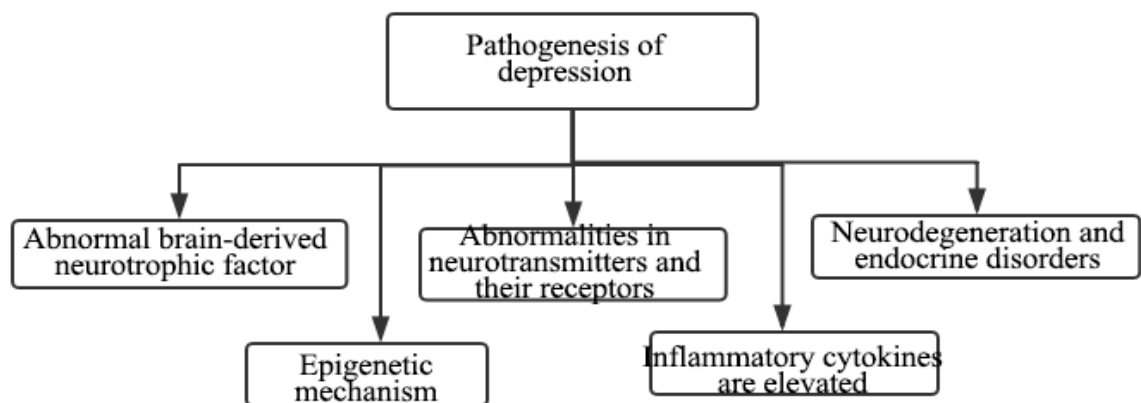 Pathogenesis of
depression
Abnormal brain-derived
neurotrophic factor
Abnormalities in
neurotransmitters and
their receptors
Neurodegeneration and
endocrine disorders
Epigenetic
mechanism
Inflammatory cytokines
are elevated